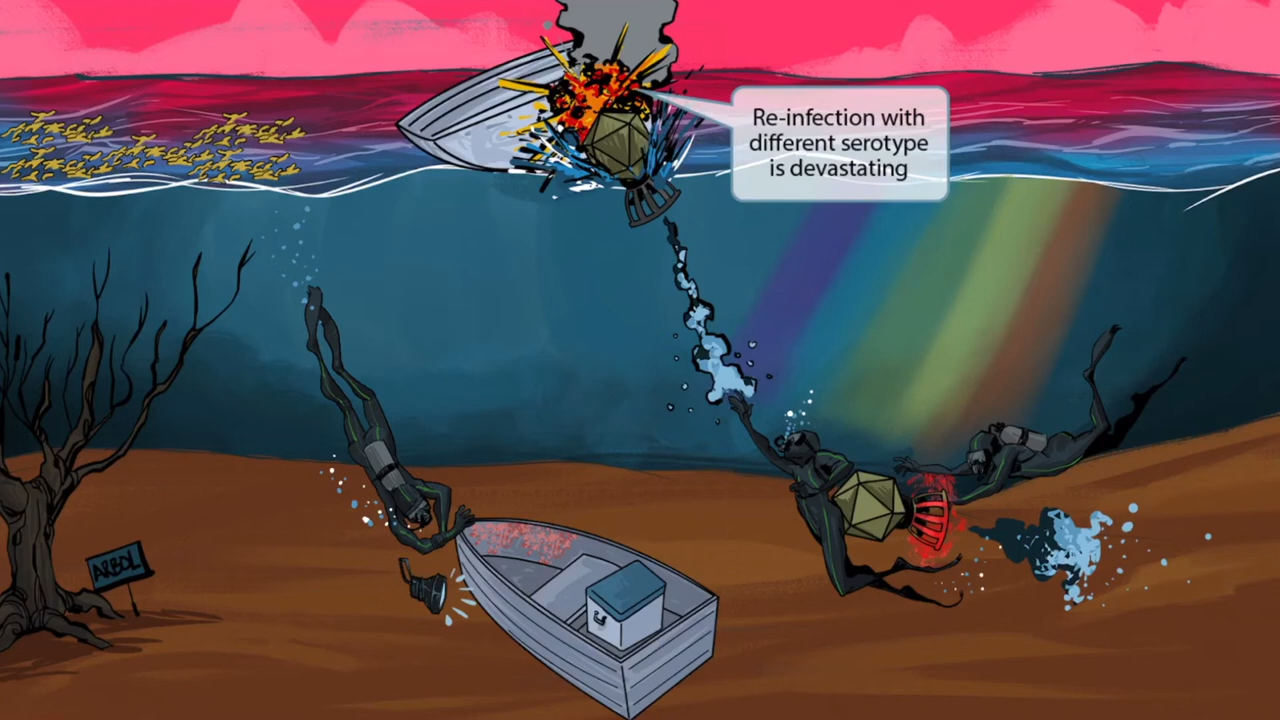 Re-infection with
different serotype
is devastating
ARBOL